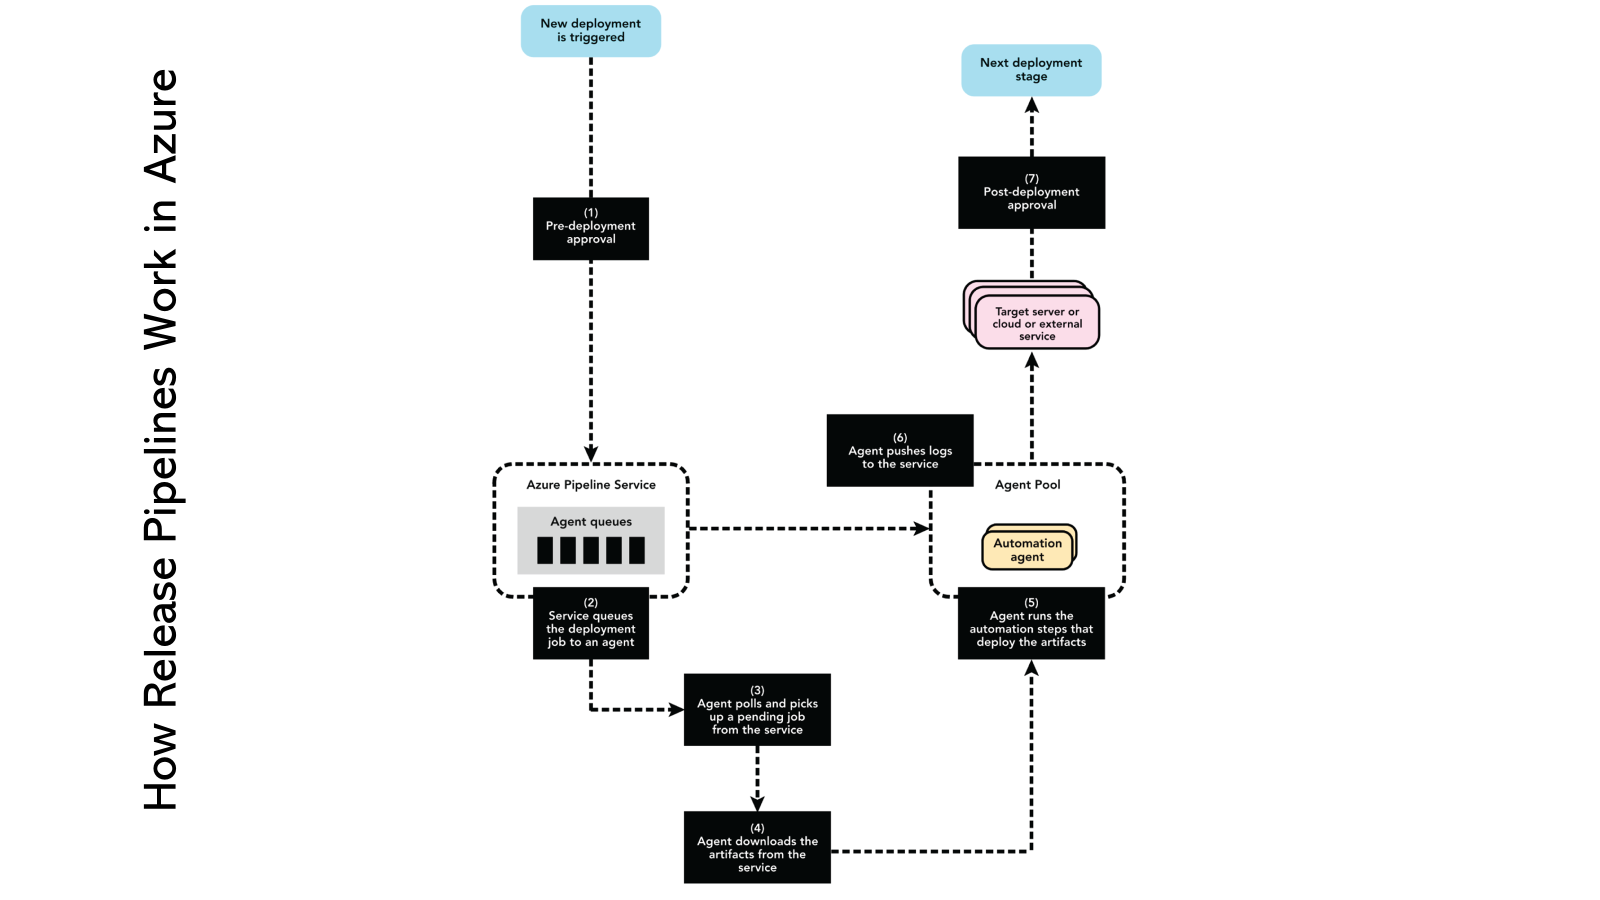 How Release Pipelines Work in Azure
New deployment
is triggered
(1)
Pre-deployment
approval
Azure Pipeline Service
Agent queues
(2)
Service queues
the deployment
job to an agent
(3)
Agent polls and picks
up a pending job
from the service
(4)
Agent downloads the
artifacts from the
service
(5)
Agent runs the
automation steps that
deploy the artifacts
Agent Pool
Automation
agent
(6)
Agent pushes logs
to the service
Target server or
cloud or external
service
(7)
Post-deployment
approval
Next deployment
stage